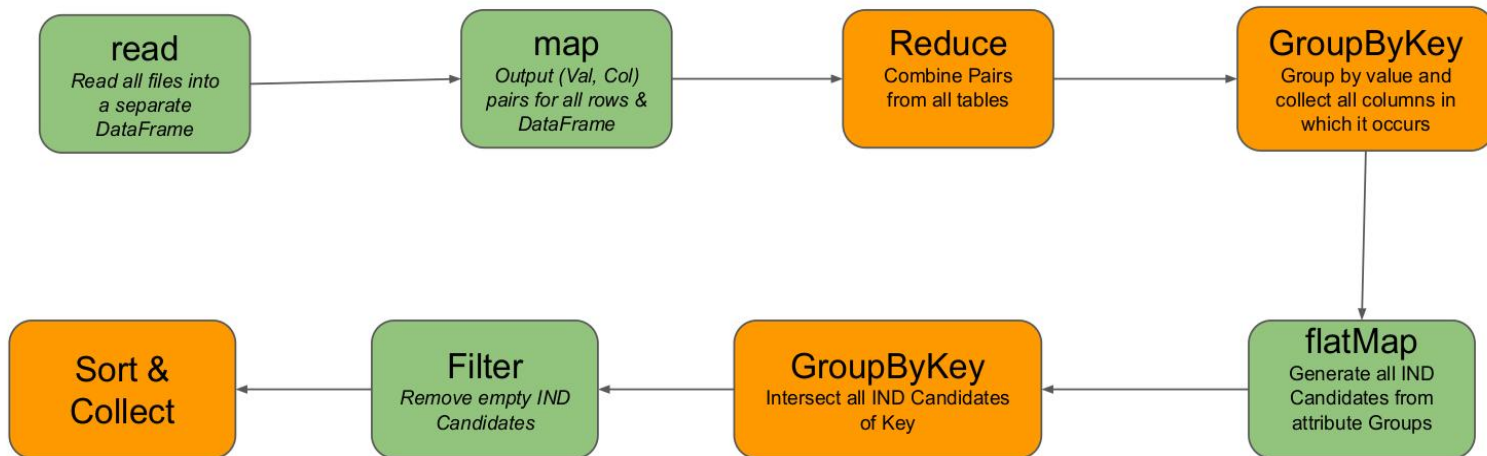 read
Read all files into
a separate
DataFrame
map
Output (Val, Col)
pairs for all rows &
DataFrame
Reduce
Combine Pairs
from all tables
GroupByKey
Group by value and
collect all columns in
which it occurs
flatMap
Generate all IND
Candidates from
attribute Groups
GroupByKey
Intersect all IND Candidates
of Key
Filter
Remove empty IND
Candidates
Sort &
Collect